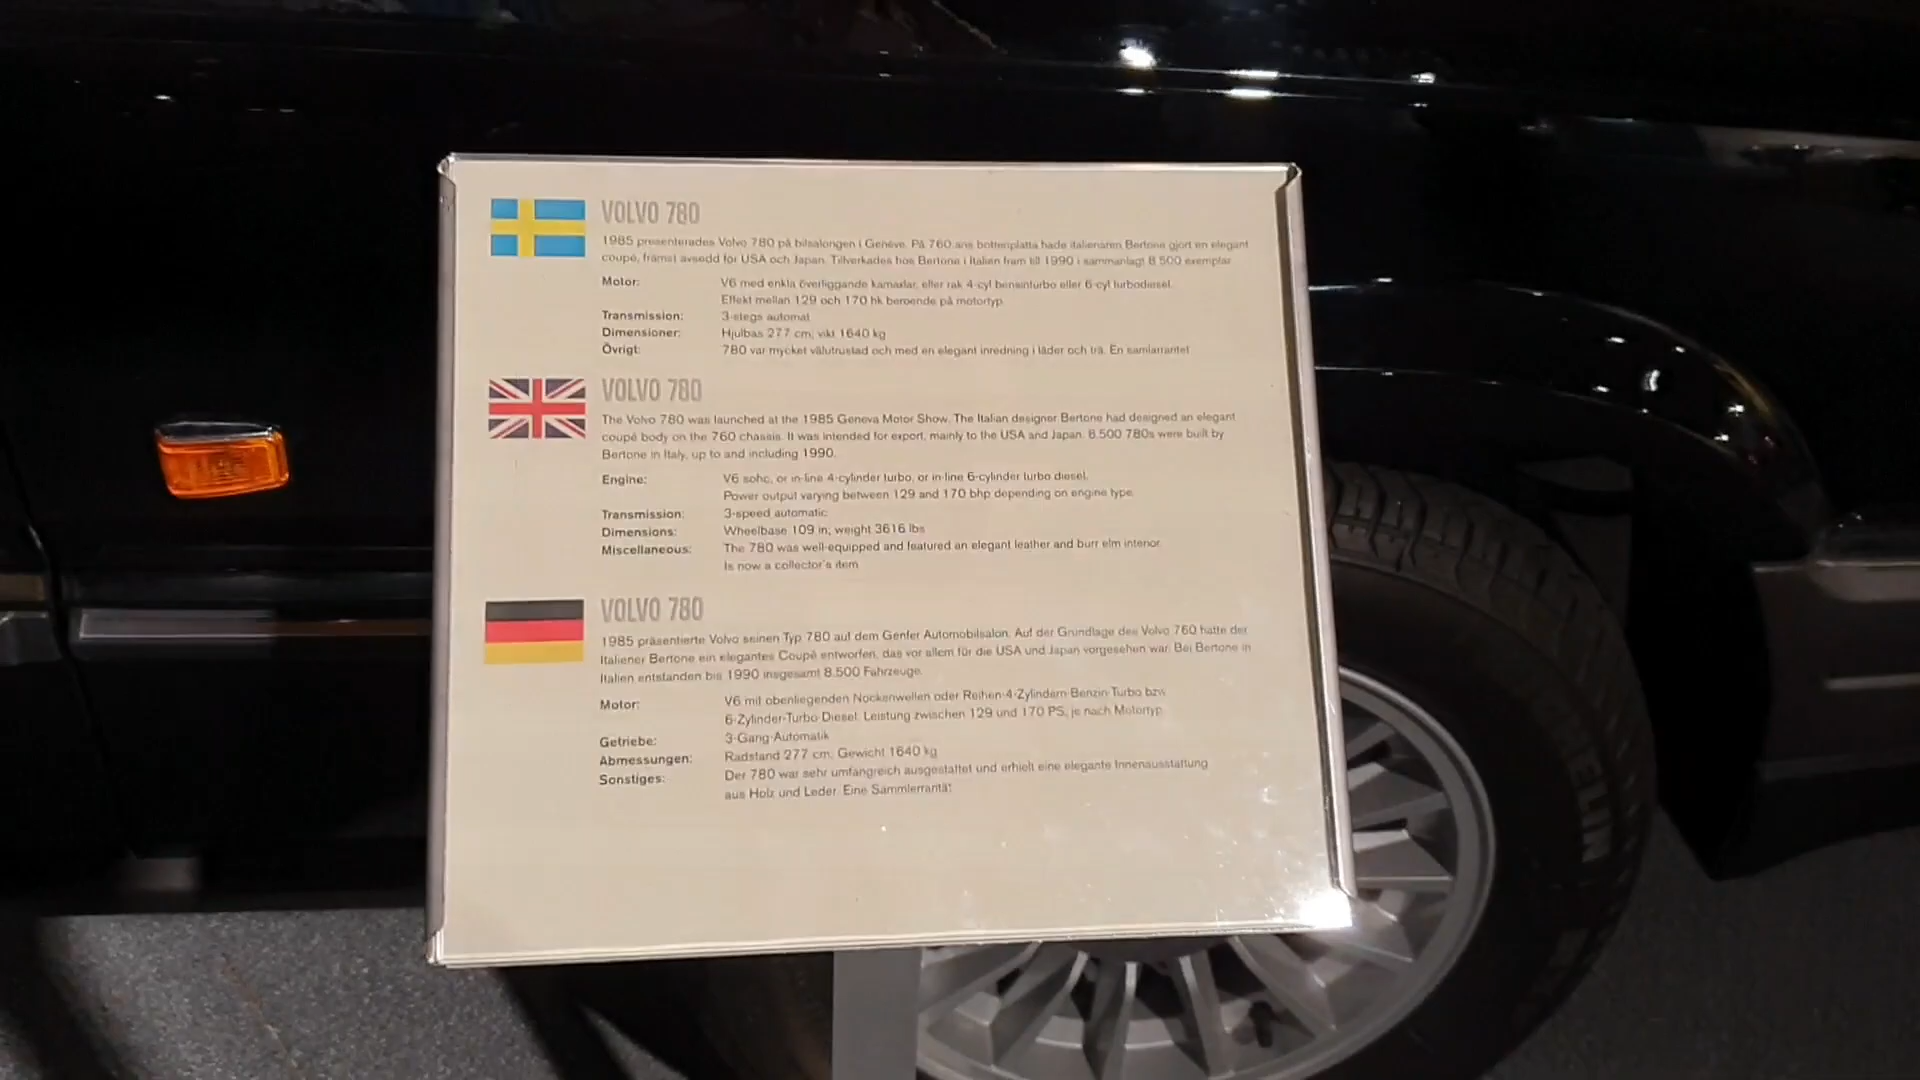 VOLVO 780
1985 presenterades Volvo 780 på bilsalongen i Genève. På 760:ans bottenplatta hade italienaren Bertone gjort en elegant
coupé, främst avsedd för USA och Japan. Tillverkades hos Bertone i Italien fram till 1990 i sammanlagt 8 500 exemplar.
Motor: V6 med enkla överliggande kamaxlar, eller rak 4-cyl bensinturbo eller 6-cyl turbodiesel.
Effekt mellan 129 och 170 hk beroende på motortyp.
Transmission: 3-stegs automat
Dimensioner: Hjulbas 277 cm, vikt 1640 kg
Övrigt: 780 var mycket välutrustad och med en elegant inredning i läder och trä. En samlarraritet
VOLVO 780
The Volvo 780 was launched at the 1985 Geneva Motor Show. The Italian designer Bertone had designed an elegant
coupé body on the 760 chassis. It was intended for export, mainly to the USA and Japan. 8.500 780s were built by
Bertone in Italy, up to and including 1990.
Engine: V6 sohc, or in-line 4-cylinder turbo, or in-line 6-cylinder turbo diesel.
Power output varying between 129 and 170 bhp depending on engine type.
Transmission: 3-speed automatic
Dimensions: Wheelbase 109 in; weight 3616 lbs
Miscellaneous: The 780 was well-equipped and featured an elegant leather and burr elm interior.
Is now a collector's item
VOLVO 780
1985 präsentierte Volvo seinen Typ 780 auf dem Genfer Automobilsalon. Auf der Grundlage des Volvo 760 hatte der
Italiener Bertone ein elegantes Coupé entworfen, das vor allem für die USA und Japan vorgesehen war. Bei Bertone in
Italien entstanden bis 1990 insgesamt 8.500 Fahrzeuge.
Motor: V6 mit obenliegenden Nockenwellen oder Reihen-4-Zylindern-Benzin-Turbo bzw.
6-Zylinder-Turbo-Diesel. Leistung zwischen 129 und 170 PS, je nach Motortyp
Getriebe: 3-Gang-Automatik
Abmessungen: Radstand 277 cm; Gewicht 1640 kg
Sonstiges: Der 780 war sehr umfangreich ausgestattet und erhielt eine elegante Innenausstattung
aus Holz und Leder. Eine Sammlerrarität